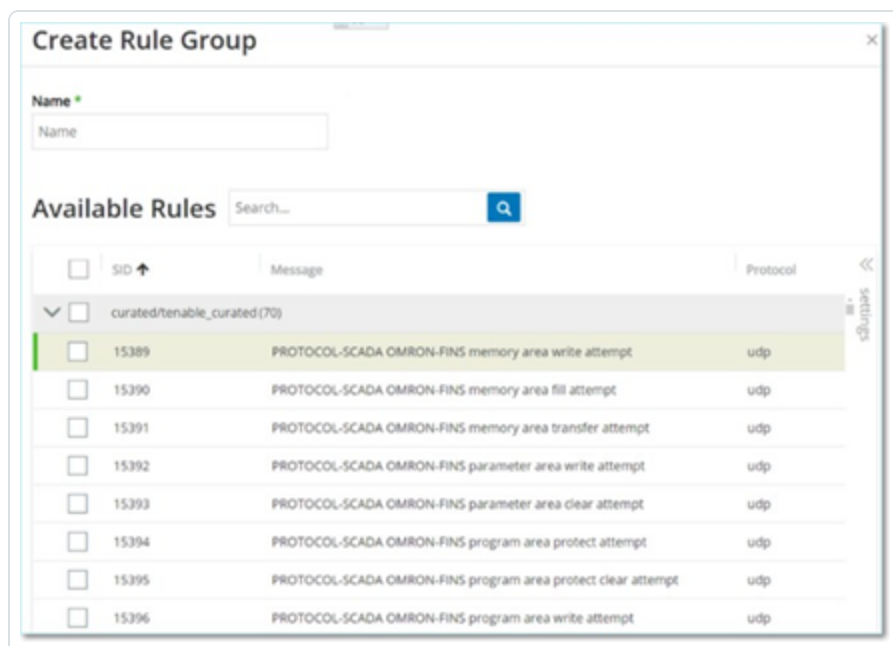 Create Rule Group
Name *
Name
Available Rules Search...
SID Message Protocol
settings
curated/tenable_curated (70)
15389 PROTOCOL-SCADA OMRON-FINS memory area write attempt udp
15390 PROTOCOL-SCADA OMRON-FINS memory area fill attempt udp
15391 PROTOCOL-SCADA OMRON-FINS memory area transfer attempt udp
15392 PROTOCOL-SCADA OMRON-FINS parameter area write attempt udp
15393 PROTOCOL-SCADA OMRON-FINS parameter area clear attempt udp
15394 PROTOCOL-SCADA OMRON-FINS program area protect attempt udp
15395 PROTOCOL-SCADA OMRON-FINS program area protect clear attempt udp
15396 PROTOCOL-SCADA OMRON-FINS program area write attempt udp